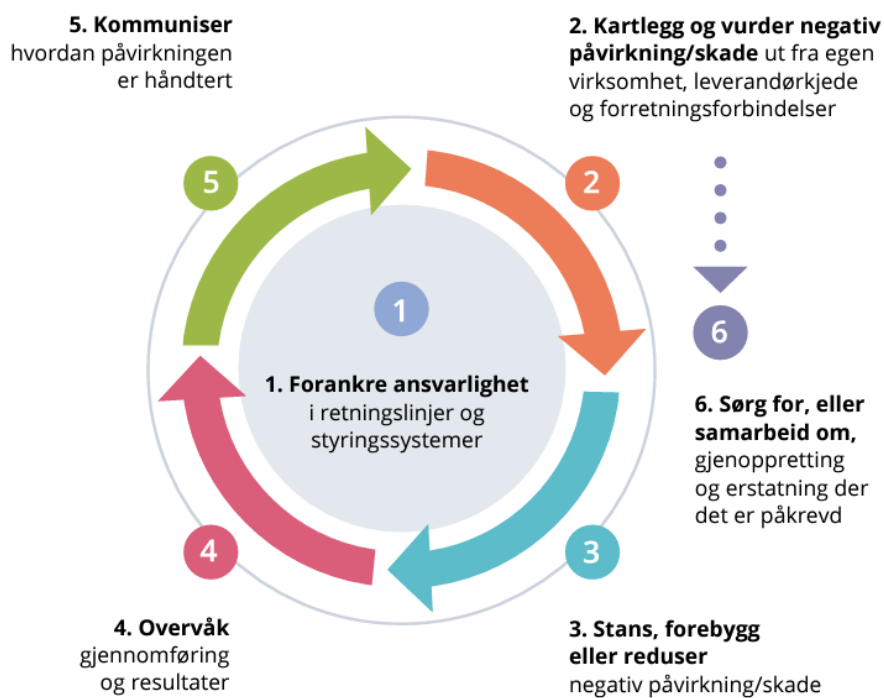 5. Kommuniser
hvordan påvirkningen
er håndtert
2. Kartlegg og vurder negativ
påvirkning/skade ut fra egen
virksomhet, leverandørkjede
og forretningsforbindelser
5
2
1
6
1. Forankre ansvarlighet
i retningslinjer og
styringssystemer
6. Sørg for, eller
samarbeid om,
gjenoppretting
og erstatning der
det er påkrevd
4
3
4. Overvåk
gjennomføring
og resultater
3. Stans, forebygg
eller reduser
negativ påvirkning/skade